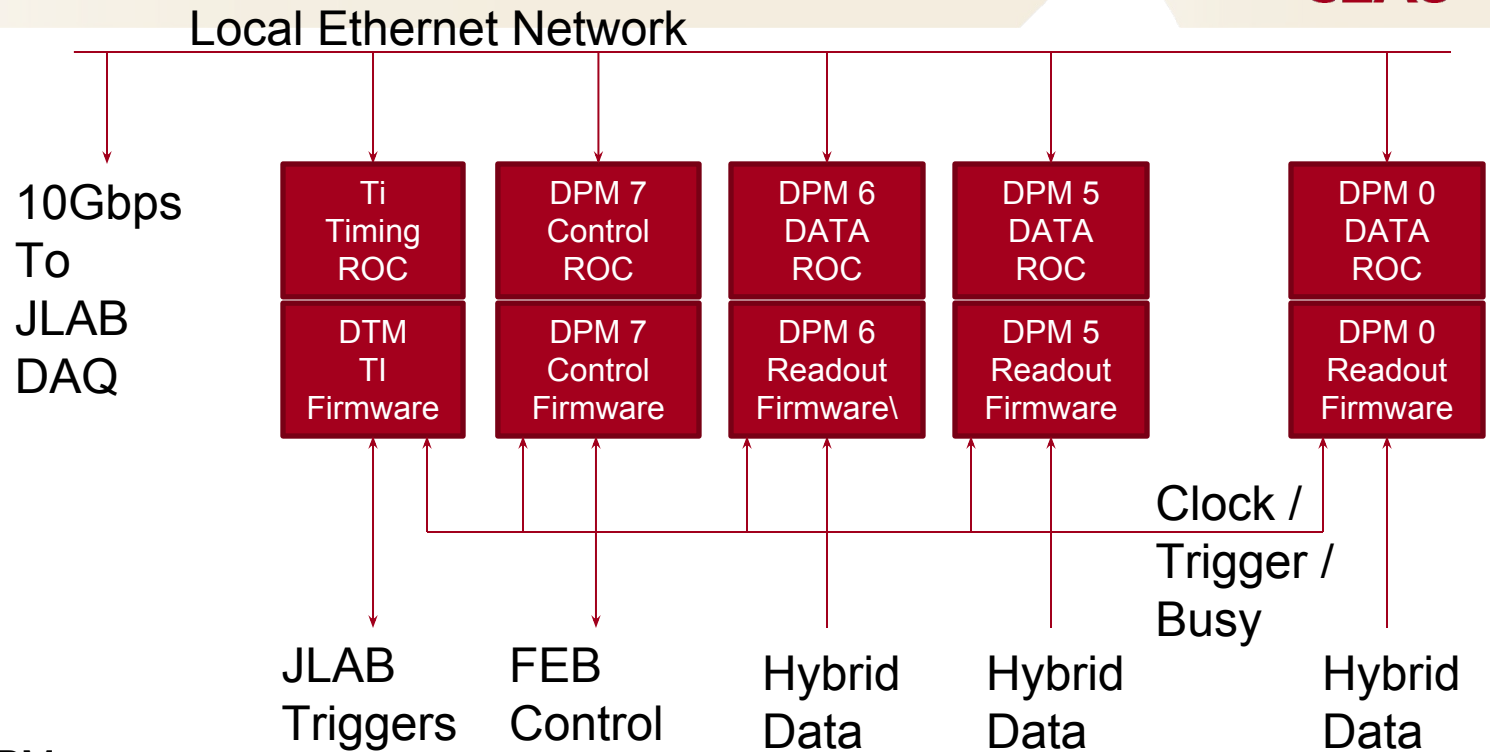 Local Ethernet Network
10Gbps
To
JLAB
DAQ
Ti
Timing
ROC
DTM
TI
Firmware
DPM 7
Control
ROC
DPM 7
Control
Firmware
DPM 6
DATA
ROC
DPM 6
Readout
Firmware\
DPM 5
DATA
ROC
DPM 5
Readout
Firmware
DPM 0
DATA
ROC
DPM 0
Readout
Firmware
Clock /
Trigger /
Busy
JLAB
Triggers
FEB
Control
Hybrid
Data
Hybrid
Data
Hybrid
Data